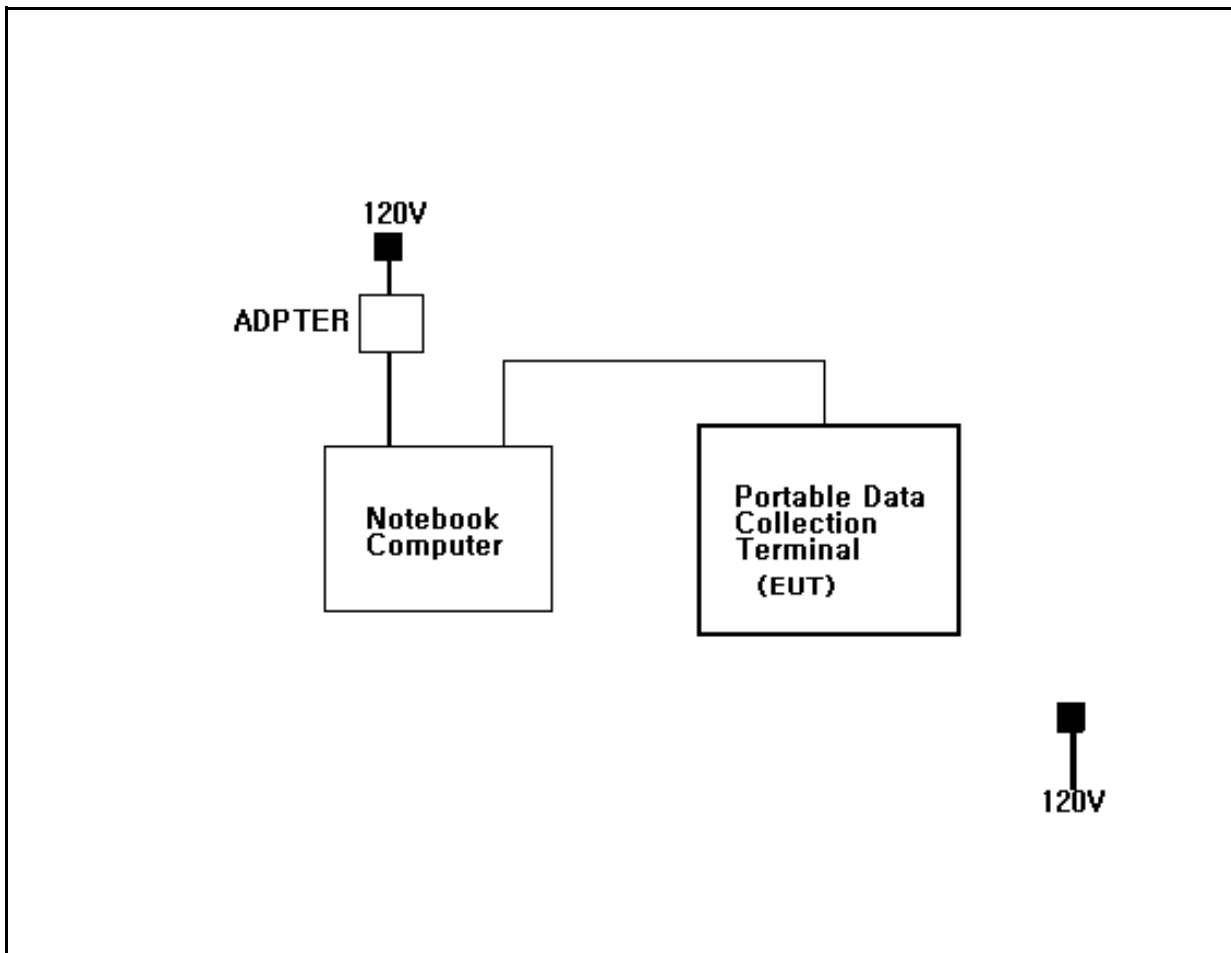 120V
ADPTER
Notebook
Computer
Portable Data
Collection
Terminal
(EUT)
120V